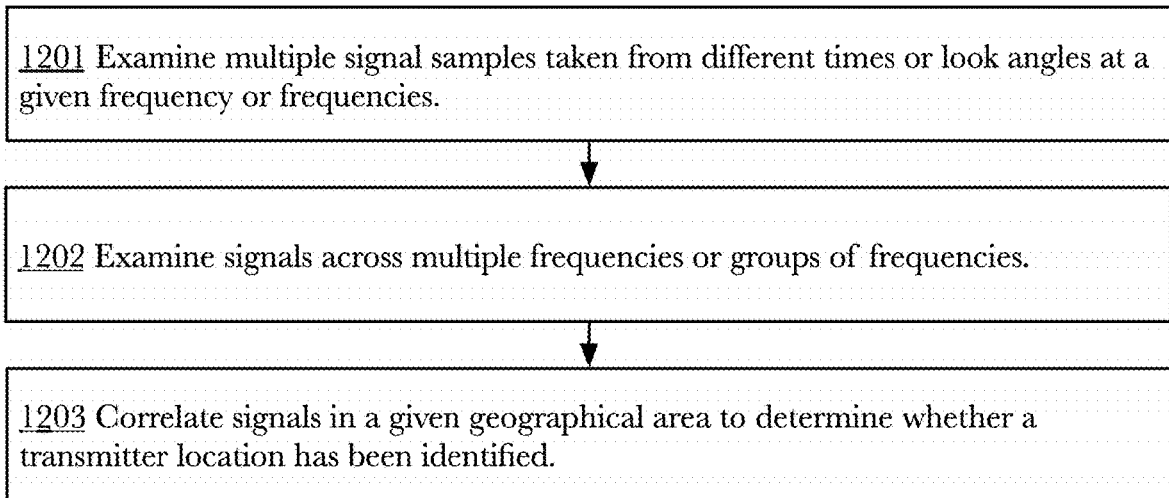 1201 Examine multiple signal samples taken from different times or look angles at a
given frequency or frequencies.
1202 Examine signals across multiple frequencies or groups of frequencies.
1203 Correlate signals in a given geographical area to determine whether a
transmitter location has been identified.